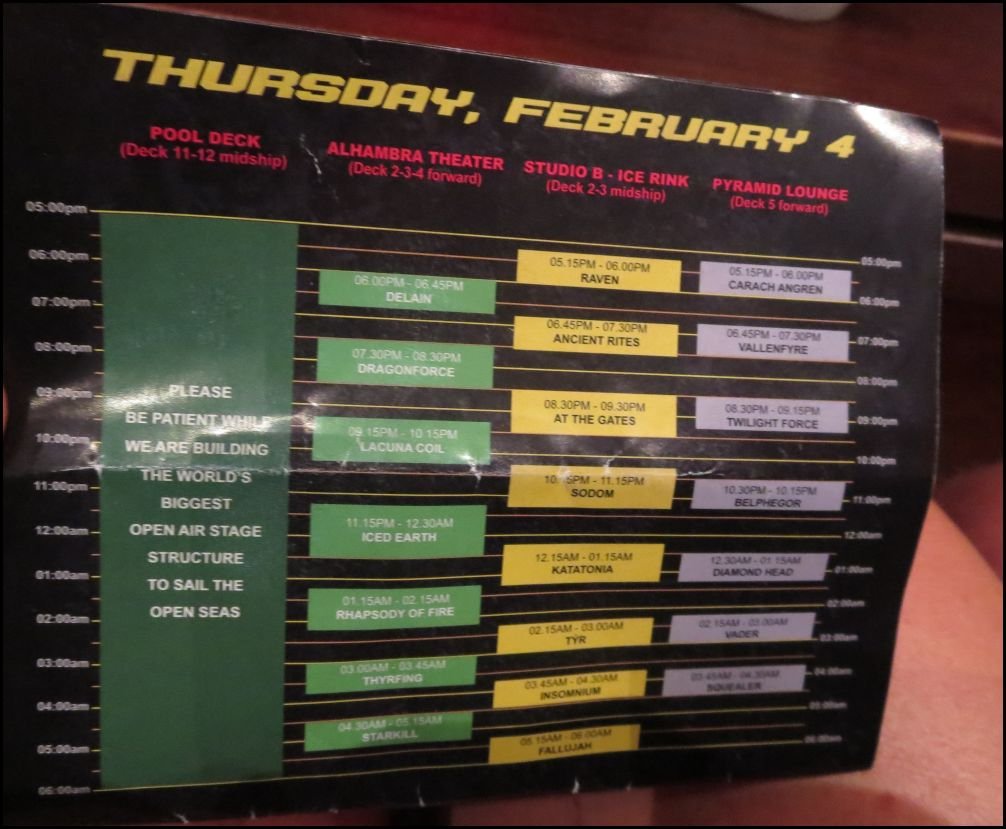 THURSDAY, FEBRUARY 4
POOL DECK
(Deck 11-12 midship)
ALHAMBRA THEATER
(Deck 2-3-4 forward)
STUDIO B - ICE RINK
(Deck 2-3 midship)
PYRAMID LOUNGE
(Deck 5 forward)
05:00pm
06:00pm
07:00pm
08:00pm
09:00pm
10:00pm
11:00pm
12:00am
01:00am
02:00am
03:00am
04:00am
05:00am
06:00am
PLEASE
BE PATIENT WHILE
WE ARE BUILDING
THE WORLD'S
BIGGEST
OPEN AIR STAGE
STRUCTURE
TO SAIL THE
OPEN SEAS
06.00PM - 06.45PM
DELAIN
07.30PM - 08.30PM
DRAGONFORCE
09.15PM - 10.15PM
LACUNA COIL
11.15PM - 12.30AM
ICED EARTH
01.15AM - 02.15AM
RHAPSODY OF FIRE
03.00AM - 03.45AM
THYRFING
04.30AM - 05.15AM
STARKILL
05.15PM - 06.00PM
RAVEN
06.45PM - 07.30PM
ANCIENT RITES
08.30PM - 09.30PM
AT THE GATES
10.15PM - 11.15PM
SODOM
12.15AM - 01.15AM
KATATONIA
02.15AM - 03.00AM
TÝR
03.45AM - 04.30AM
INSOMNIUM
05.15AM - 06.00AM
FALLUJAH
05.15PM - 06.00PM
CARACH ANGREN
06.45PM - 07.30PM
VALLENFYRE
08.30PM - 09.15PM
TWILIGHT FORCE
10.30PM - 10.15PM
BELPHEGOR
12.30AM - 01.15AM
DIAMOND HEAD
02.15AM - 03.00AM
VADER
03.45AM - 04.30AM
SQUEALER
05:00pm
06:00pm
07:00pm
08:00pm
09:00pm
10:00pm
11:00pm
12:00am
01:00am
02:00am
03:00am
04:00am
05:00am
06:00am